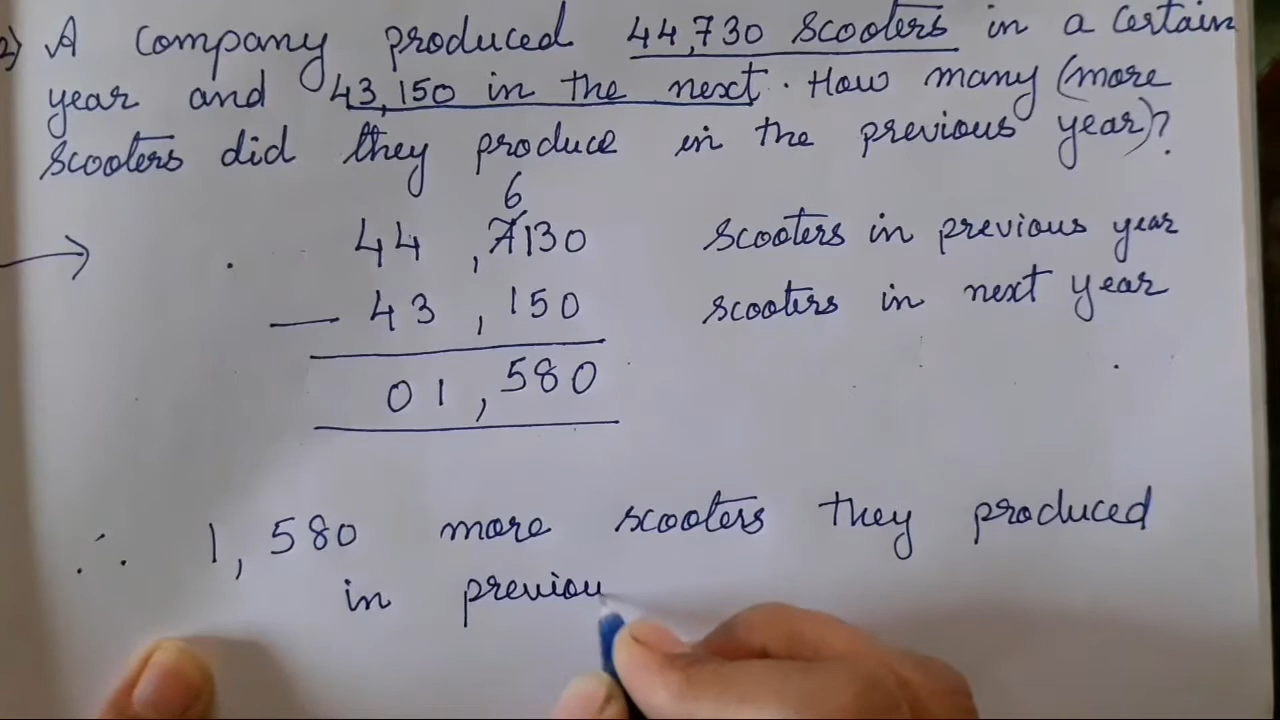 2) A company produced 44,730 scooters in a certain
year and 43,150 in the next. How many (more
scooters did they produce in the previous year)?
6
44,7130 scooters in previous year
— 43,150 scooters in next year
01,580
∴ 1,580 more scooters they produced
in previou